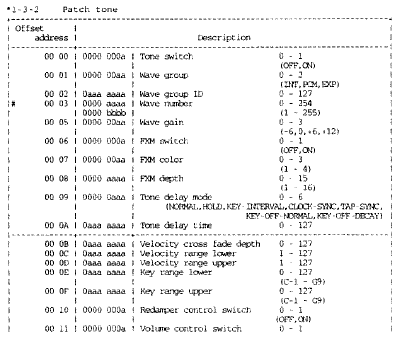 *1-3-2 Patch tone
Offset
address | Description
00 00 | 0000 000a | Tone switch 0 - 1
(OFF,ON)
00 01 | 0000 00aa | Wave group 0 - 2
(INT,PCM,EXP)
00 02 | 0aaa aaaa | Wave group ID 0 - 127
# 00 03 | 0000 aaaa | Wave number 0 - 254
0000 bbbb | (1 - 255)
00 05 | 0000 00aa | Wave gain 0 - 3
(-6,0,+6,+12)
00 06 | 0000 000a | FXM switch 0 - 1
(OFF,ON)
00 07 | 0000 00aa | FXM color 0 - 3
(1 - 4)
00 08 | 0000 aaaa | FXM depth 0 - 15
(1 - 16)
00 09 | 0000 0aaa | Tone delay mode 0 - 6
(NORMAL,HOLD,KEY-INTERVAL,CLOCK-SYNC,TAP-SYNC,
KEY-OFF-NORMAL,KEY-OFF-DECAY)
00 0A | 0aaa aaaa | Tone delay time 0 - 127
00 0B | 0aaa aaaa | Velocity cross fade depth 0 - 127
00 0C | 0aaa aaaa | Velocity range lower 1 - 127
00 0D | 0aaa aaaa | Velocity range upper 1 - 127
00 0E | 0aaa aaaa | Key range lower 0 - 127
(C-1 - G9)
00 0F | 0aaa aaaa | Key range upper 0 - 127
(C-1 - G9)
00 10 | 0000 000a | Redamper control switch 0 - 1
(OFF,ON)
00 11 | 0000 000a | Volume control switch 0 - 1